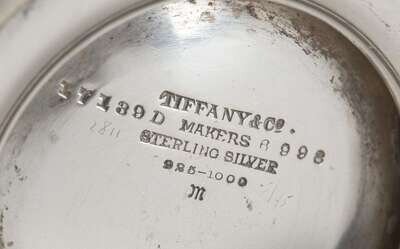 TIFFANY & Cº.
17139D MAKERS 8998
STERLING SILVER
925-1000
m